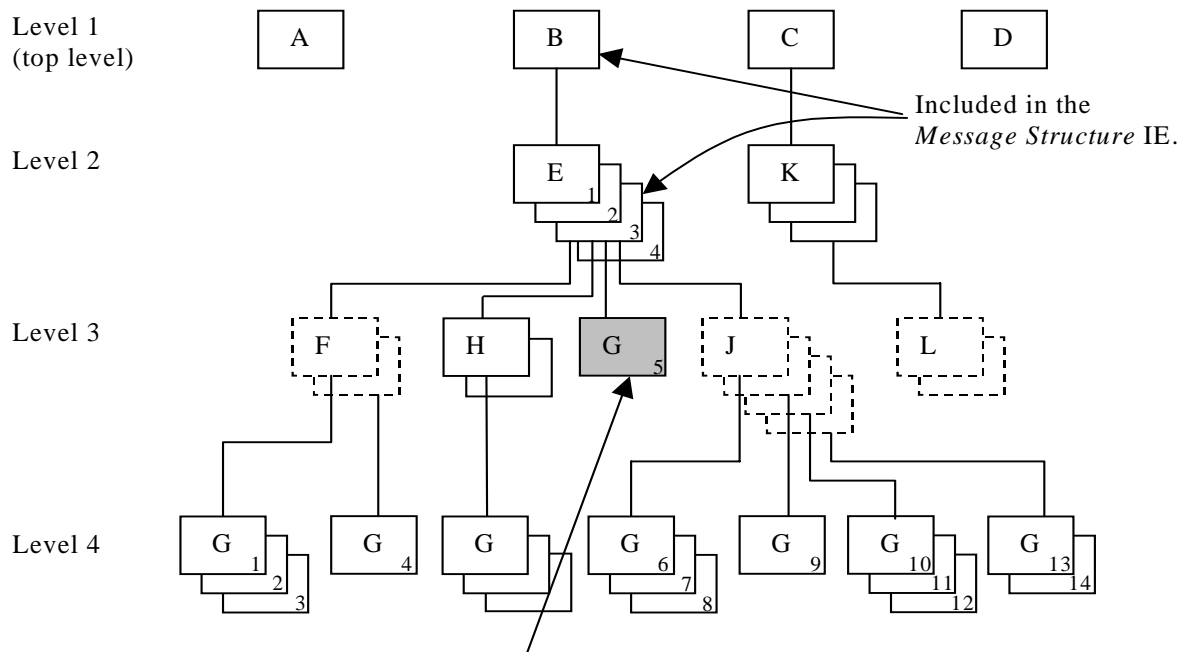 Level 1
(top level)
A
B
C
D
Included in the
Message Structure IE.
Level 2
E
1
2
3
4
K
Level 3
F
H
G
5
J
L
Level 4
G
1
2
3
G
4
G
G
6
7
8
G
9
G
10
11
12
G
13
14